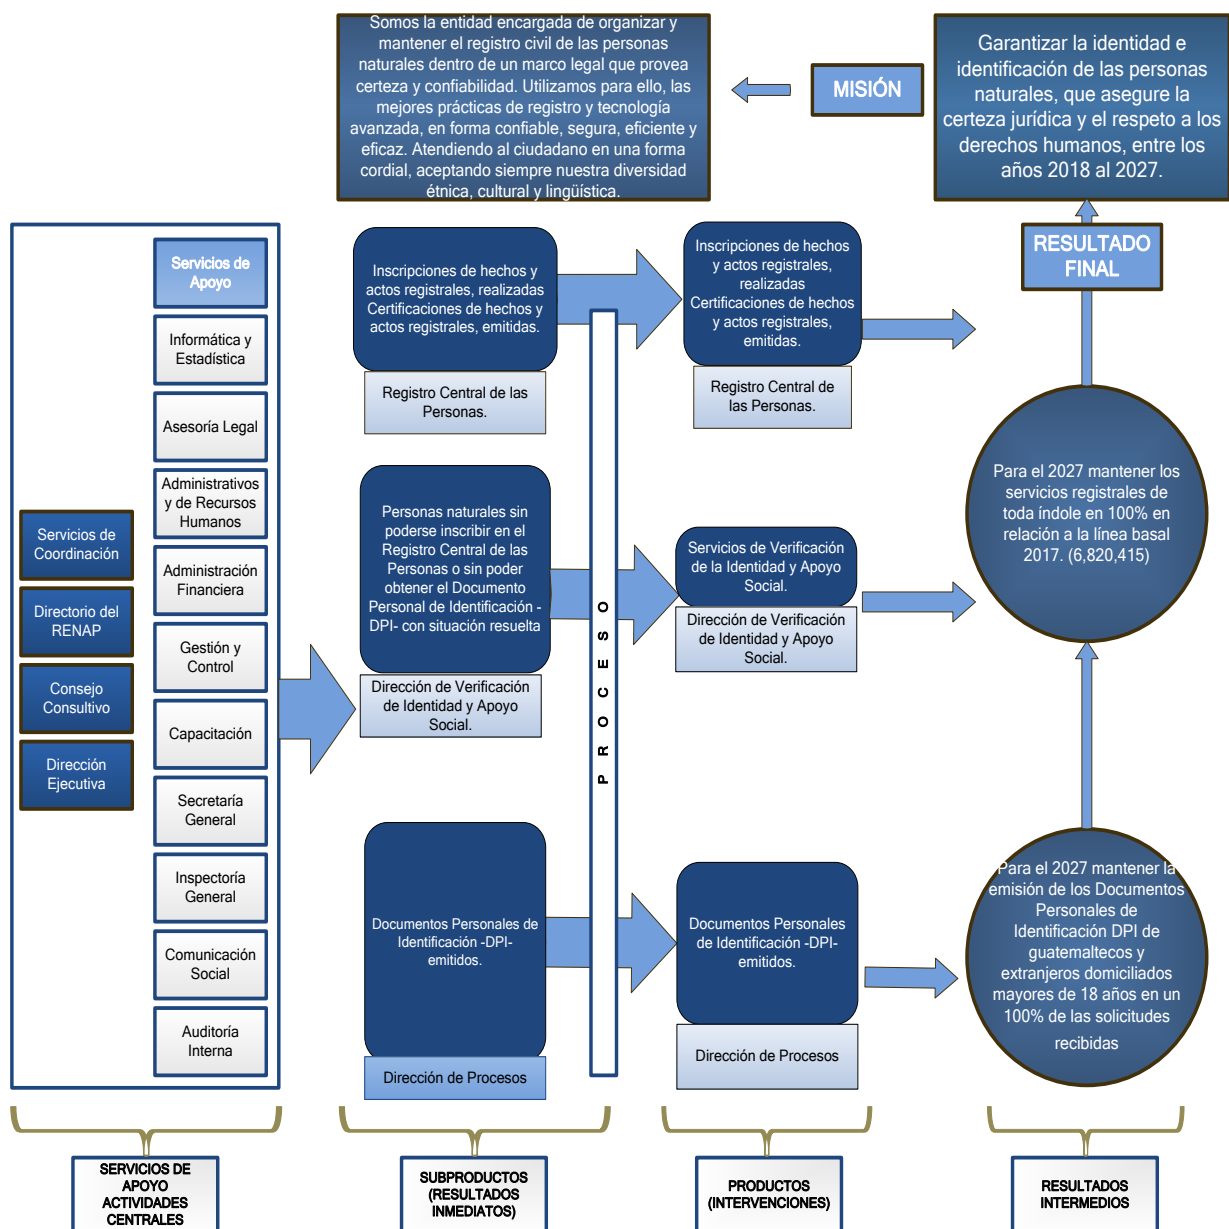 Somos la entidad encargada de organizar y
mantener el registro civil de las personas
naturales dentro de un marco legal que provea
certeza y confiabilidad. Utilizamos para ello, las
mejores prácticas de registro y tecnología
avanzada, en forma confiable, segura, eficiente y
eficaz. Atendiendo al ciudadano en una forma
cordial, aceptando siempre nuestra diversidad
étnica, cultural y lingüística.
MISIÓN
Garantizar la identidad e
identificación de las personas
naturales, que asegure la
certeza jurídica y el respeto a los
derechos humanos, entre los
años 2018 al 2027.
RESULTADO
FINAL
Servicios de
Coordinación
Directorio del
RENAP
Consejo
Consultivo
Dirección
Ejecutiva
Servicios de
Apoyo
Informática y
Estadística
Asesoría Legal
Administrativos
y de Recursos
Humanos
Administración
Financiera
Gestión y
Control
Capacitación
Secretaría
General
Inspectoría
General
Comunicación
Social
Auditoría
Interna
Inscripciones de hechos y
actos registrales, realizadas
Certificaciones de hechos y
actos registrales, emitidas.
Registro Central de las
Personas.
Personas naturales sin
poderse inscribir en el
Registro Central de las
Personas o sin poder
obtener el Documento
Personal de Identificación -
DPI- con situación resuelta
Dirección de Verificación
de Identidad y Apoyo
Social.
Documentos Personales de
Identificación -DPI-
emitidos.
Dirección de Procesos
P R O C E S O
Inscripciones de hechos
y actos registrales,
realizadas
Certificaciones de hechos
y actos registrales,
emitidas.
Registro Central de
las Personas.
Servicios de Verificación
de la Identidad y Apoyo
Social.
Dirección de Verificación
de Identidad y Apoyo
Social.
Documentos Personales
de Identificación -DPI-
emitidos.
Dirección de Procesos
Para el 2027 mantener los
servicios registrales de
toda índole en 100% en
relación a la línea basal
2017. (6,820,415)
Para el 2027 mantener la
emisión de los Documentos
Personales de
Identificación DPI de
guatemaltecos y
extranjeros domiciliados
mayores de 18 años en un
100% de las solicitudes
recibidas
SERVICIOS DE
APOYO
ACTIVIDADES
CENTRALES
SUBPRODUCTOS
(RESULTADOS
INMEDIATOS)
PRODUCTOS
(INTERVENCIONES)
RESULTADOS
INTERMEDIOS